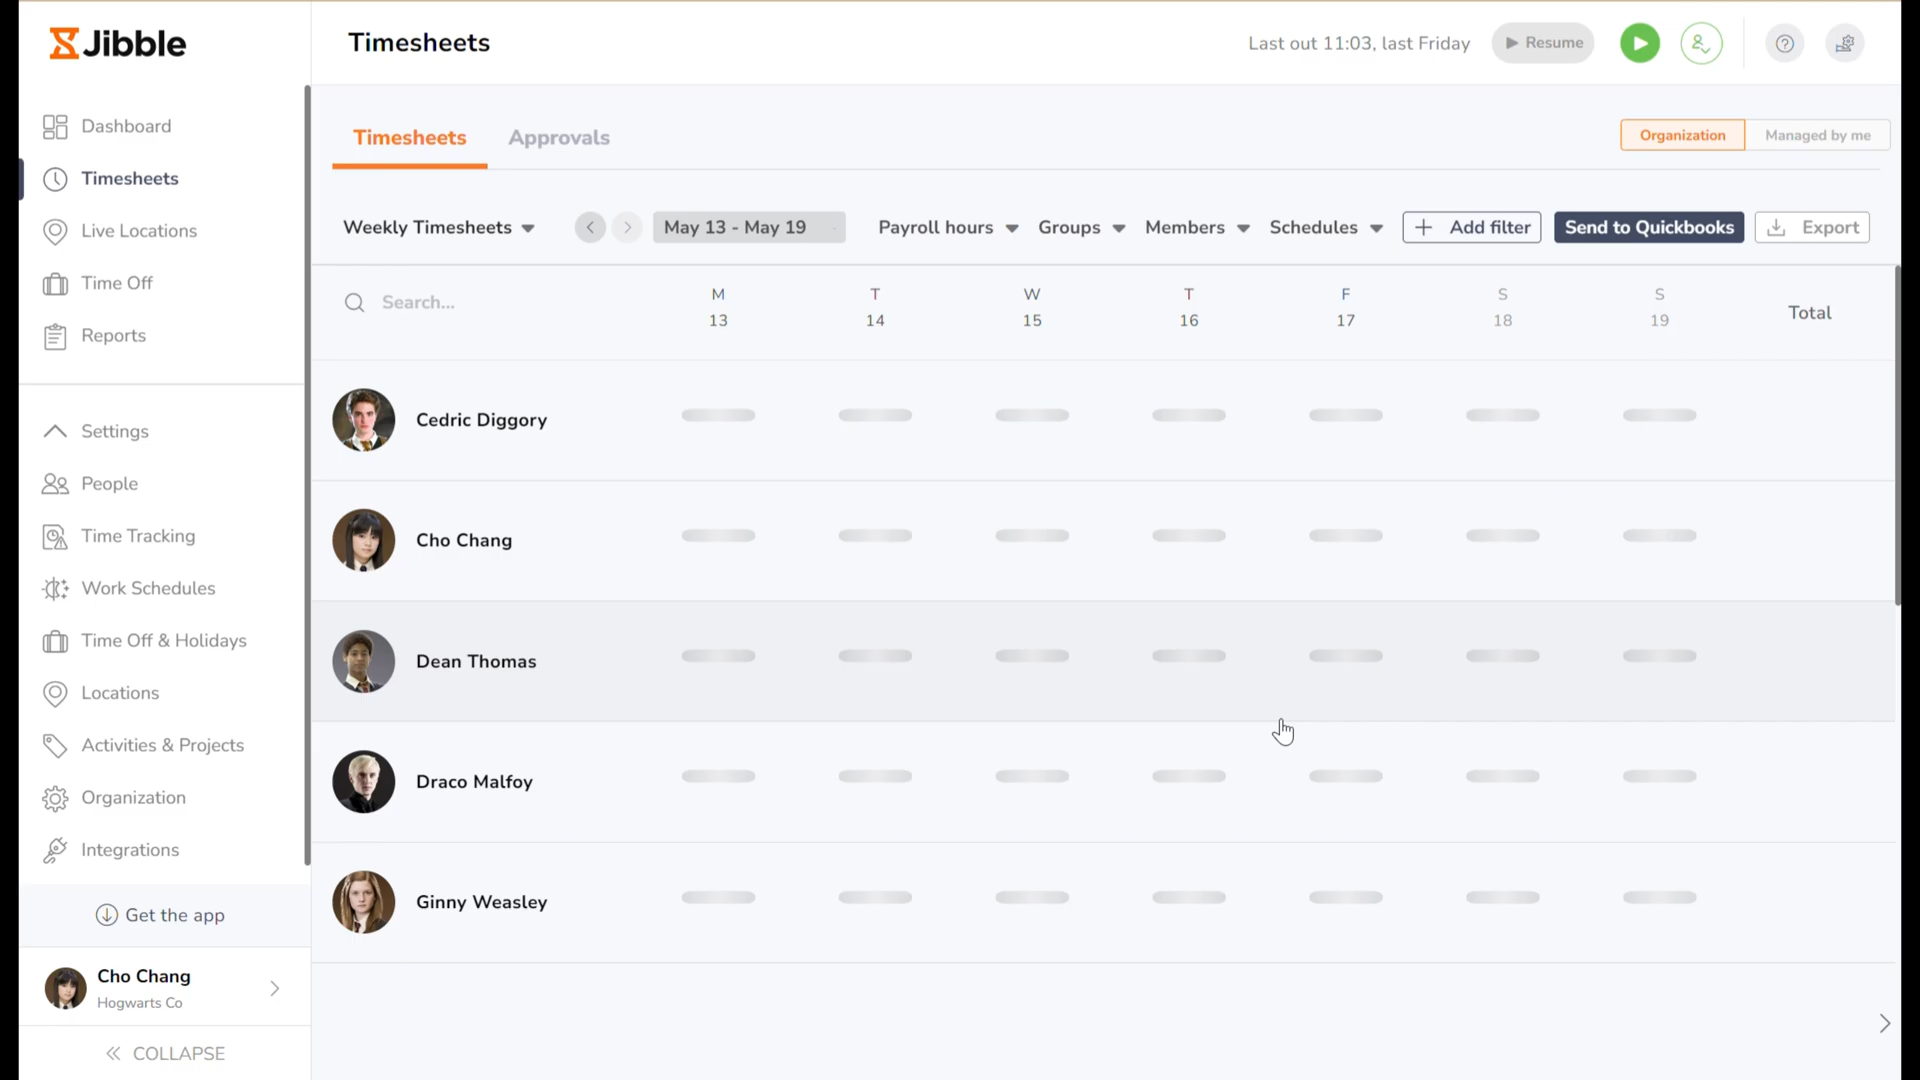 Jibble
Timesheets
Last out 11:03, last Friday
Resume
Dashboard
Timesheets
Live Locations
Time Off
Reports
Settings
People
Time Tracking
Work Schedules
Time Off & Holidays
Locations
Activities & Projects
Organization
Integrations
Get the app
Cho Chang
Hogwarts Co
COLLAPSE
Timesheets
Approvals
Organization
Managed by me
Weekly Timesheets
May 13 - May 19
Payroll hours
Groups
Members
Schedules
Add filter
Send to Quickbooks
Export
Search...
M
13
T
14
W
15
T
16
F
17
S
18
S
19
Total
Cedric Diggory
Cho Chang
Dean Thomas
Draco Malfoy
Ginny Weasley